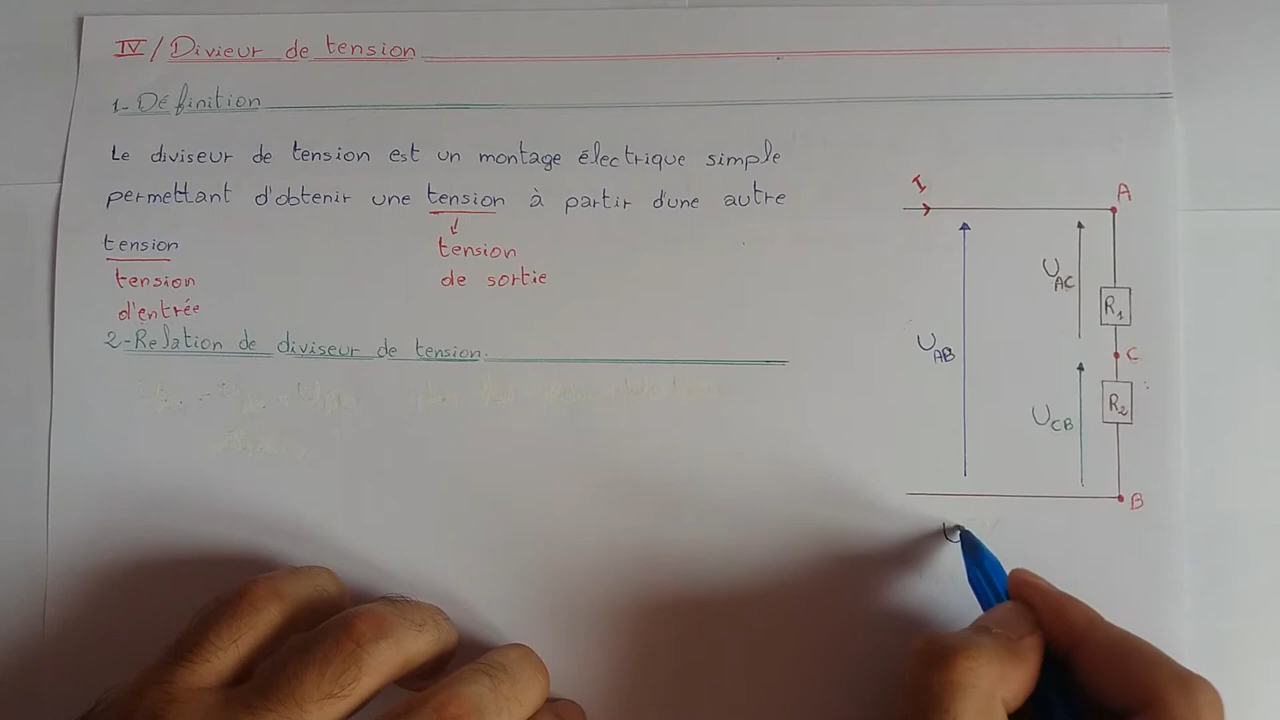 IV/ Divieur de tension
1- Définition
Le diviseur de tension est un montage électrique simple
permettant d'obtenir une tension à partir d'une autre
tension
tension
de sortie
tension
d'entrée
2- Relation de diviseur de tension.
I
A
U_AC
R1
U_AB
C
R2
U_CB
B
U